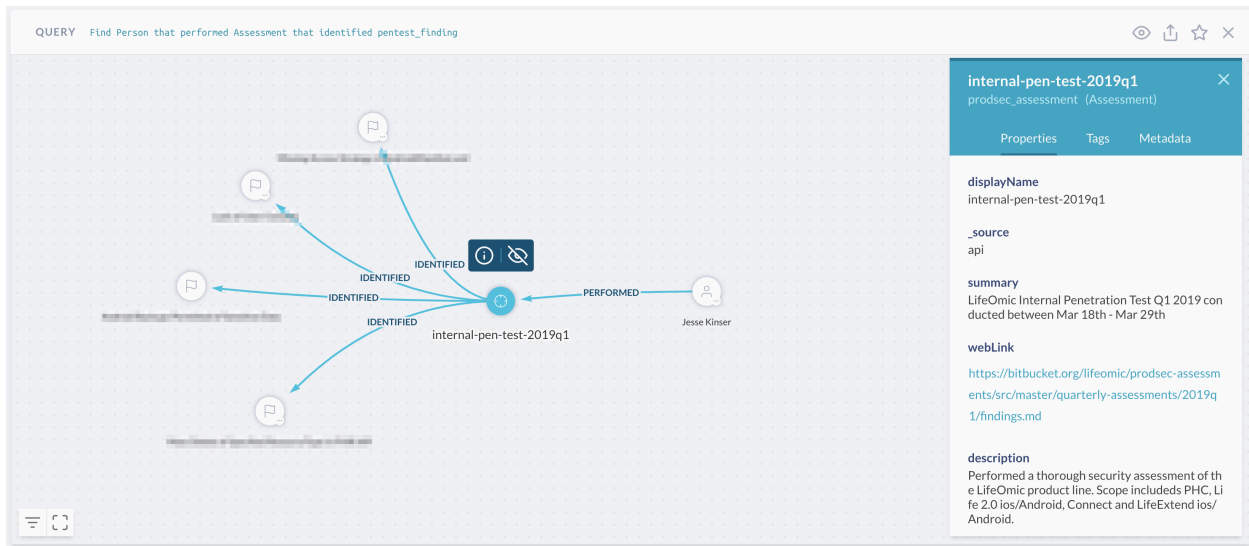 QUERY Find Person that performed Assessment that identified pentest_finding
internal-pen-test-2019q1
prodsec_assessment (Assessment)
Properties Tags Metadata
IDENTIFIED
IDENTIFIED
IDENTIFIED
IDENTIFIED
internal-pen-test-2019q1
PERFORMED
Jesse Kinser
displayName
internal-pen-test-2019q1
_source
api
summary
LifeOmic Internal Penetration Test Q1 2019 con
ducted between Mar 18th - Mar 29th
webLink
https://bitbucket.org/lifeomic/prodsec-assessm
ents/src/master/quarterly-assessments/2019q
1/findings.md
description
Performed a thorough security assessment of th
e LifeOmic product line. Scope includeds PHC, Li
fe 2.0 ios/Android, Connect and LifeExtend ios/
Android.